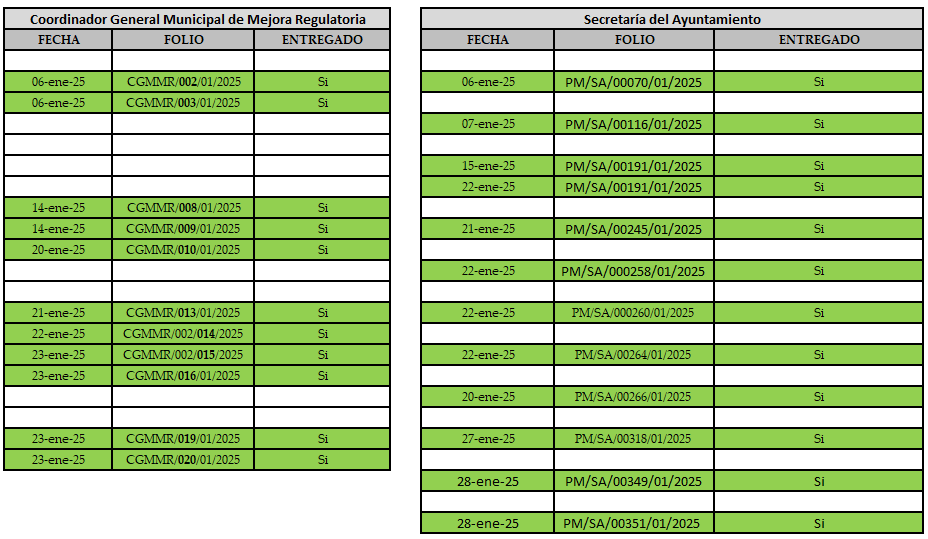 Coordinador General Municipal de Mejora Regulatoria
FECHA FOLIO ENTREGADO
06-ene-25 CGMMR/002/01/2025 Si
06-ene-25 CGMMR/003/01/2025 Si
14-ene-25 CGMMR/008/01/2025 Si
14-ene-25 CGMMR/009/01/2025 Si
20-ene-25 CGMMR/010/01/2025 Si
21-ene-25 CGMMR/013/01/2025 Si
22-ene-25 CGMMR/002/014/2025 Si
23-ene-25 CGMMR/002/015/2025 Si
23-ene-25 CGMMR/016/01/2025 Si
23-ene-25 CGMMR/019/01/2025 Si
23-ene-25 CGMMR/020/01/2025 Si
Secretaría del Ayuntamiento
FECHA FOLIO ENTREGADO
06-ene-25 PM/SA/00070/01/2025 Si
07-ene-25 PM/SA/00116/01/2025 Si
15-ene-25 PM/SA/00191/01/2025 Si
22-ene-25 PM/SA/00191/01/2025 Si
21-ene-25 PM/SA/00245/01/2025 Si
22-ene-25 PM/SA/000258/01/2025 Si
22-ene-25 PM/SA/000260/01/2025 Si
22-ene-25 PM/SA/00264/01/2025 Si
20-ene-25 PM/SA/00266/01/2025 Si
27-ene-25 PM/SA/00318/01/2025 Si
28-ene-25 PM/SA/00349/01/2025 Si
28-ene-25 PM/SA/00351/01/2025 Si